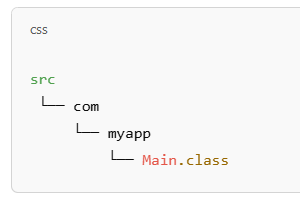 css
src
└── com
└── myapp
└── Main.class